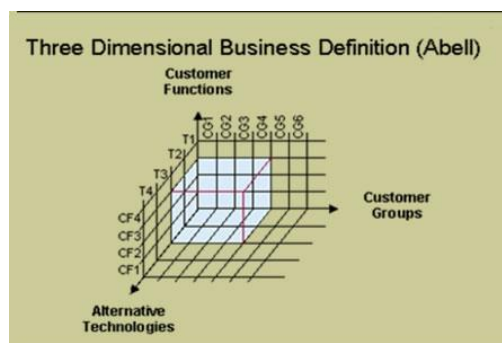 Three Dimensional Business Definition (Abell)
Customer
Functions
CG1
CG2
CG3
CG4
CG5
CG6
T1
T2
T3
T4
CF4
CF3
CF2
CF1
Customer
Groups
Alternative
Technologies